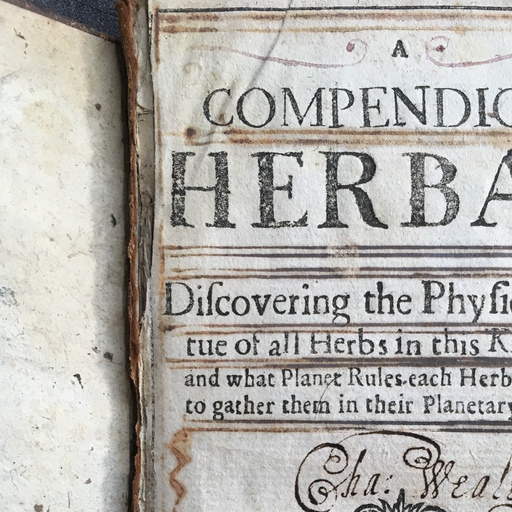 A
COMPENDIO
HERBA
Diſcovering the Phyſic
tue of all Herbs in this K
and what Planet Rules each Herb
to gather them in their Planetary
Cha: Weal